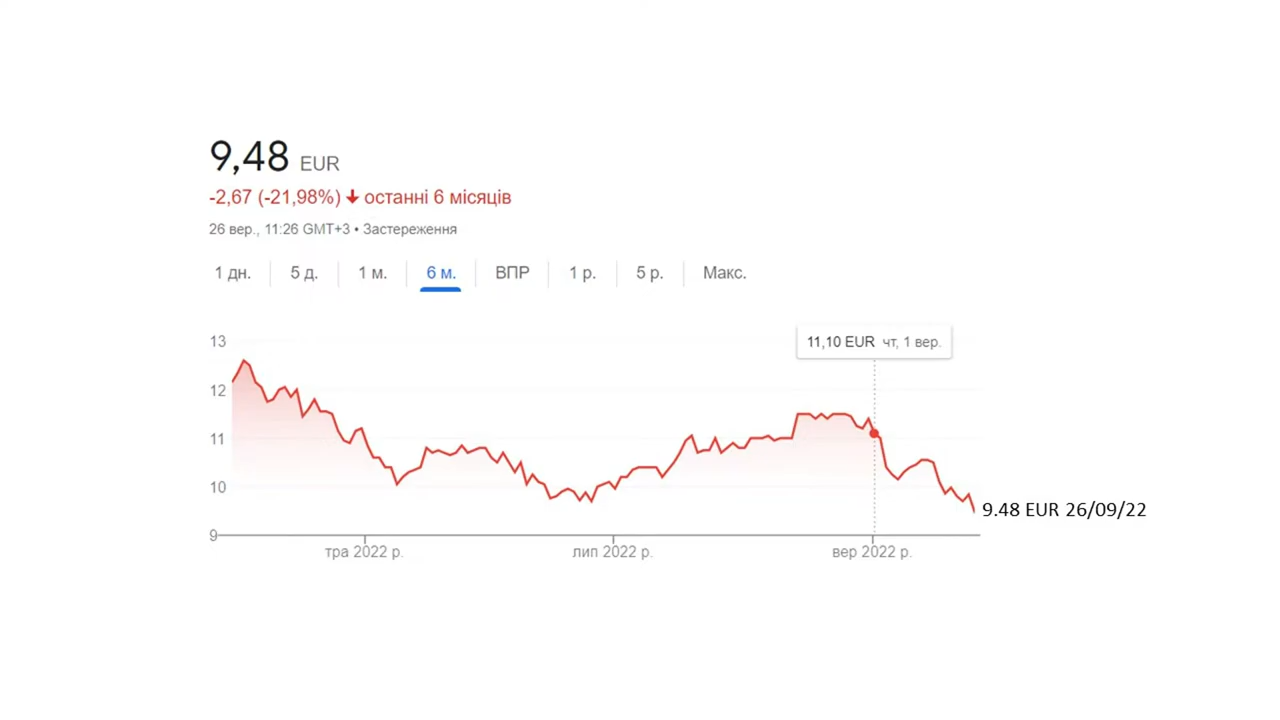 9,48 EUR
-2,67 (-21,98%) ↓ останні 6 місяців
26 вер., 11:26 GMT+3 • Застереження
1 дн. 5 д. 1 м. 6 м. ВПР 1 р. 5 р. Макс.
11,10 EUR чт, 1 вер.
13
12
11
10
9
9.48 EUR 26/09/22
тра 2022 р. лип 2022 р. вер 2022 р.